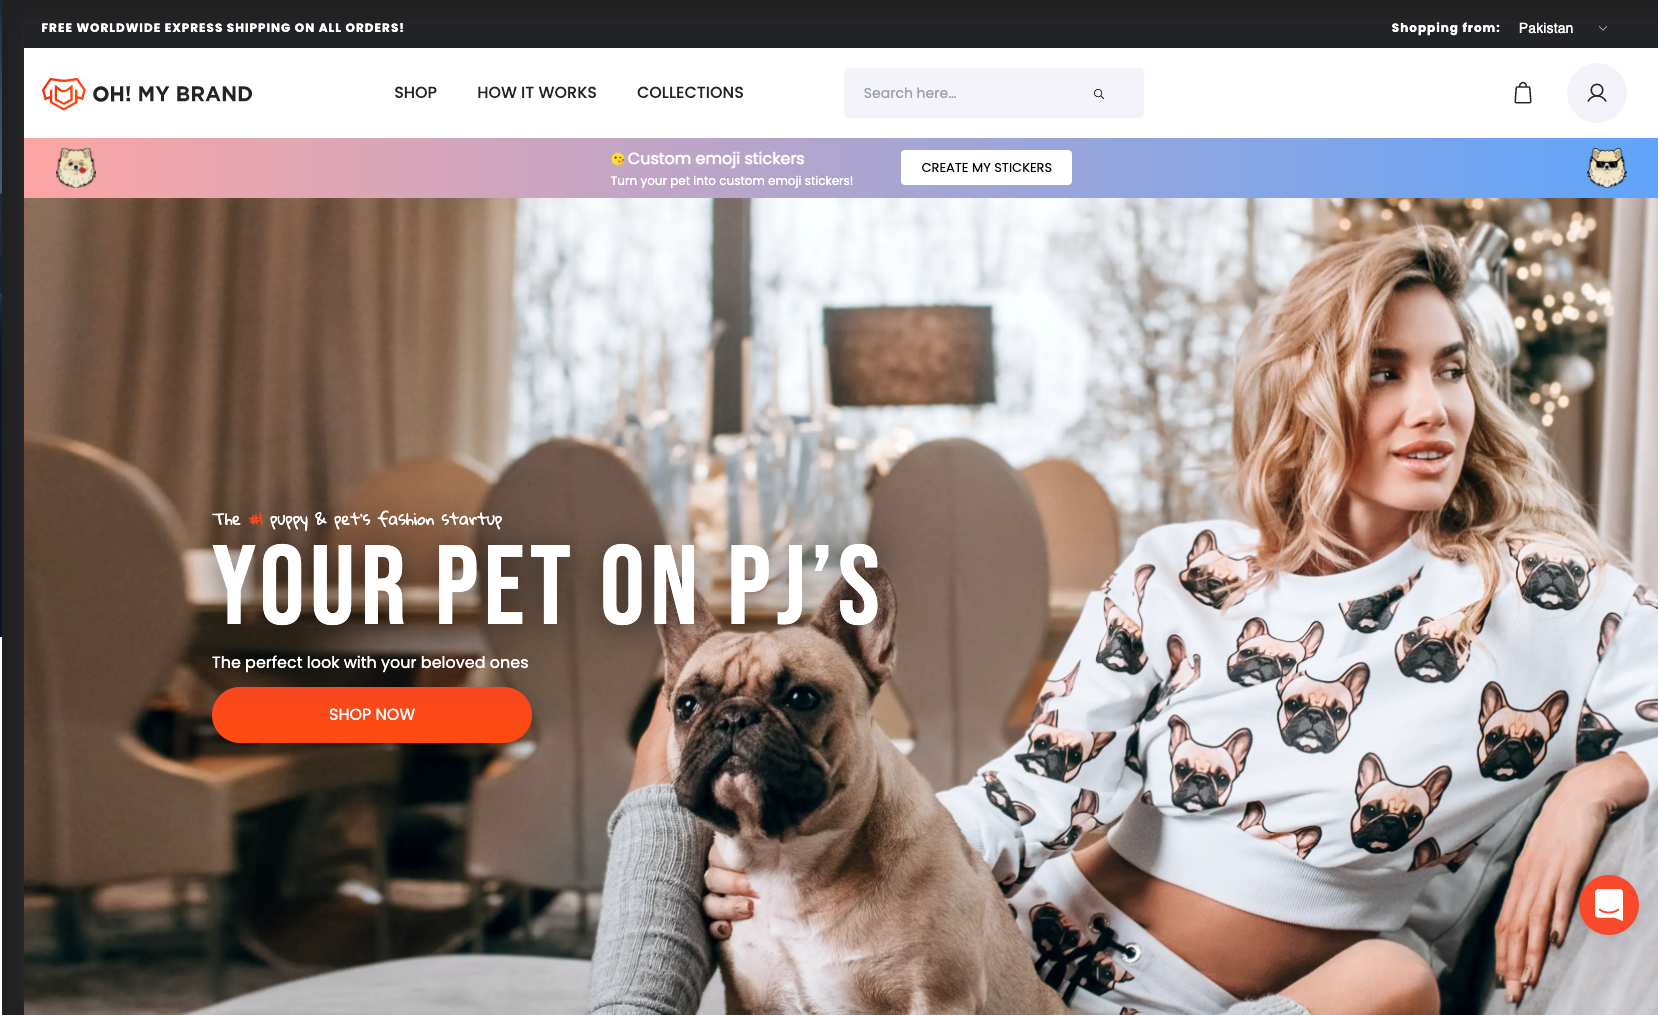 FREE WORLDWIDE EXPRESS SHIPPING ON ALL ORDERS!
Shopping from: Pakistan
OH! MY BRAND
SHOP
HOW IT WORKS
COLLECTIONS
Search here...
😘 Custom emoji stickers
Turn your pet into custom emoji stickers!
CREATE MY STICKERS
The #1 puppy & pet's fashion startup
YOUR PET ON PJ'S
The perfect look with your beloved ones
SHOP NOW